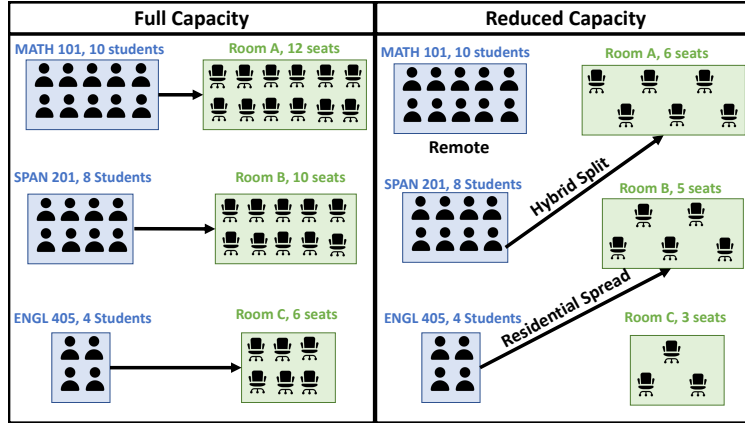 Full Capacity
MATH 101, 10 students
Room A, 12 seats
SPAN 201, 8 Students
Room B, 10 seats
ENGL 405, 4 Students
Room C, 6 seats
Reduced Capacity
MATH 101, 10 students
Room A, 6 seats
Remote
Hybrid Split
SPAN 201, 8 Students
Room B, 5 seats
Residential Spread
ENGL 405, 4 Students
Room C, 3 seats